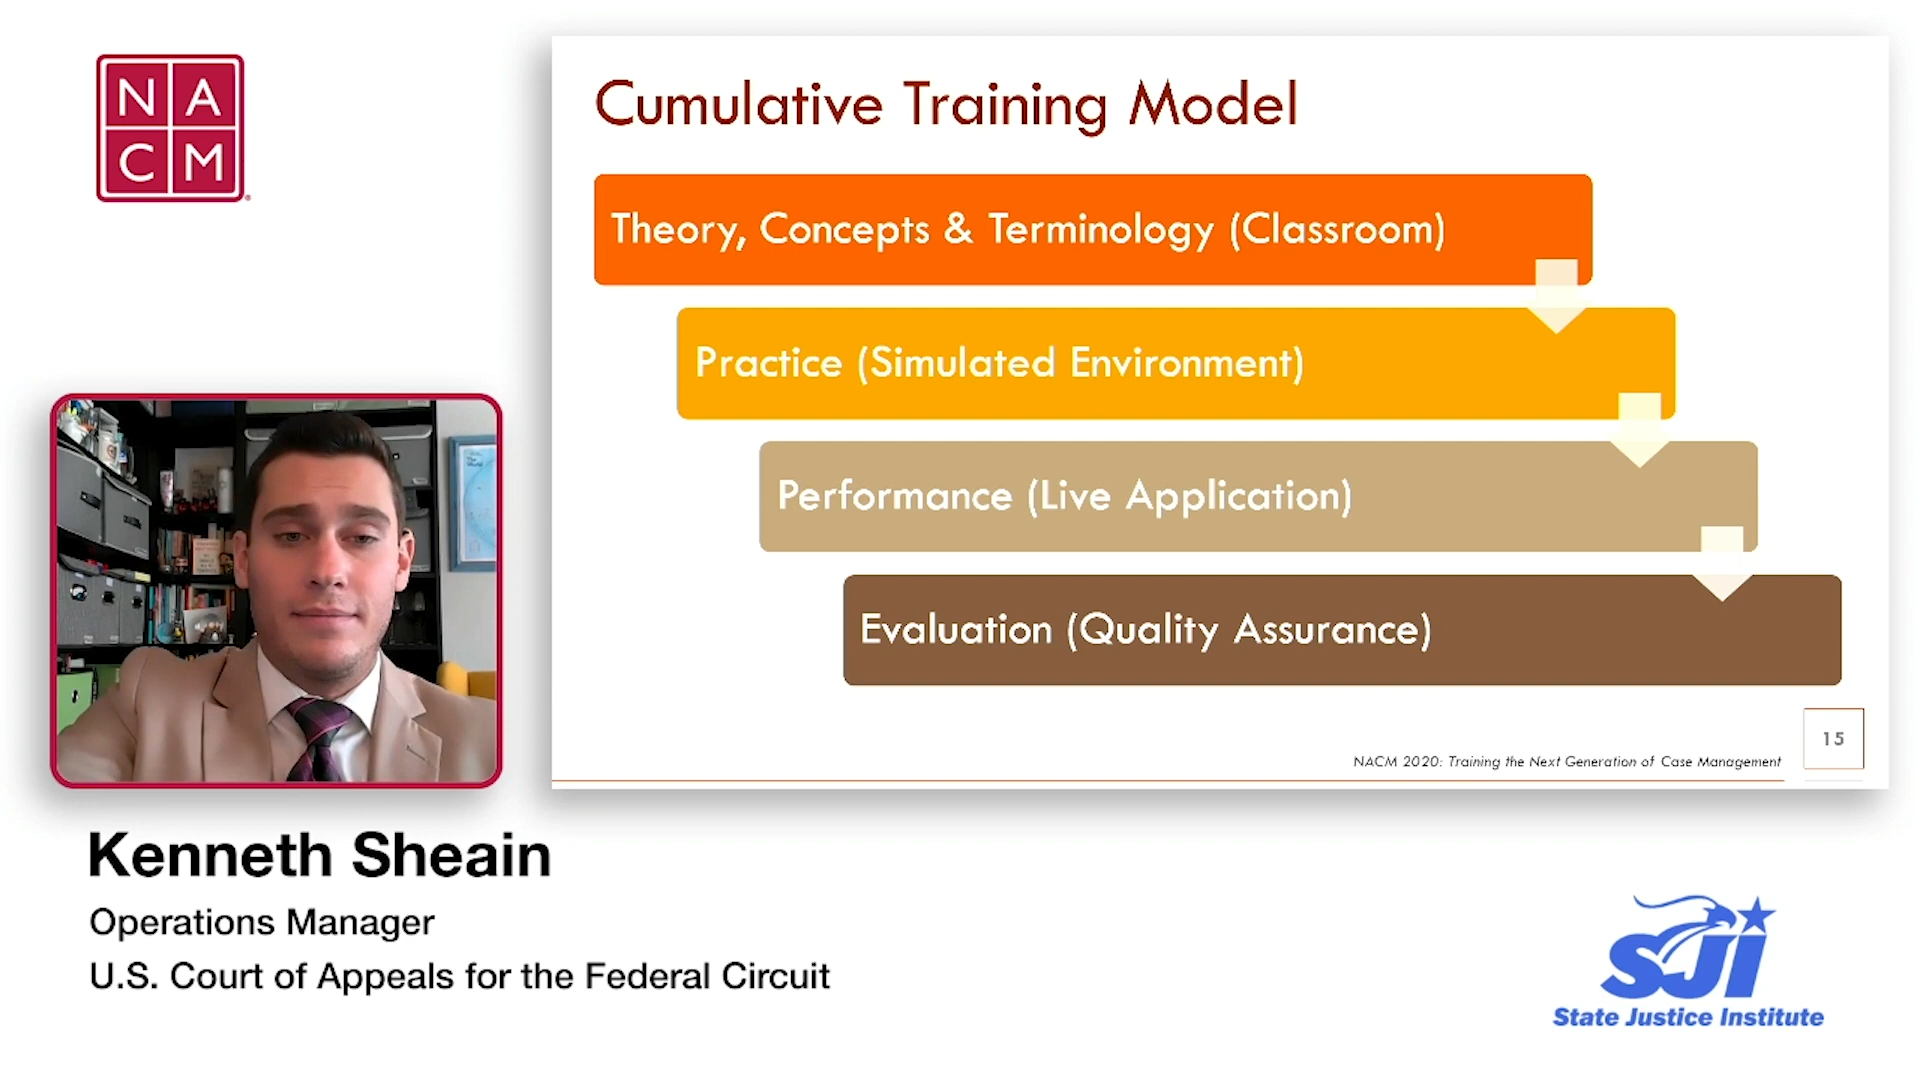 N A
C M
Cumulative Training Model
Theory, Concepts & Terminology (Classroom)
Practice (Simulated Environment)
Performance (Live Application)
Evaluation (Quality Assurance)
15
NACM 2020: Training the Next Generation of Case Management
Kenneth Sheain
Operations Manager
U.S. Court of Appeals for the Federal Circuit
SJI
State Justice Institute